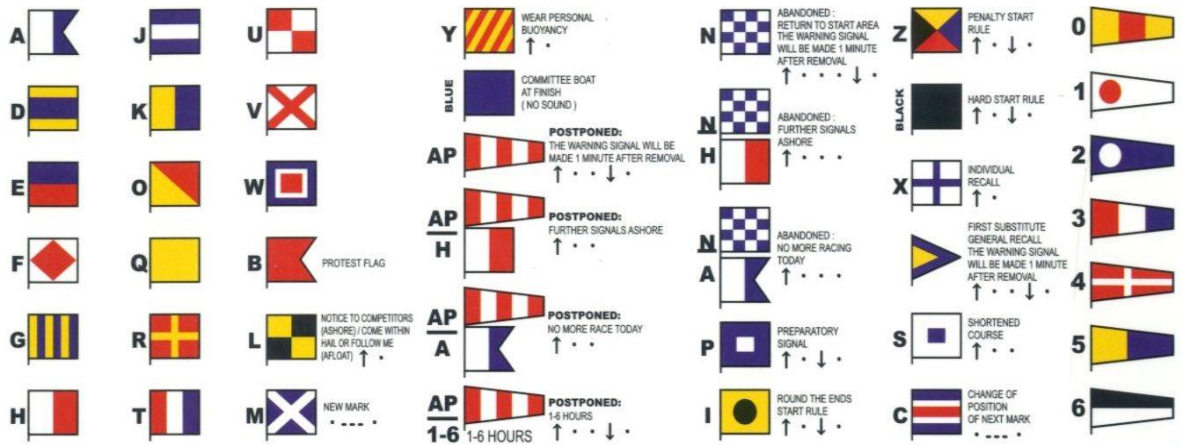 A
D
E
F
G
H
J
K
O
Q
R
T
U
V
W
B PROTEST FLAG
L NOTICE TO COMPETITORS
(ASHORE) / COME WITHIN
HAIL OR FOLLOW ME
(AFLOAT)
M NEW MARK
Y WEAR PERSONAL
BUOYANCY
BLUE COMMITTEE BOAT
AT FINISH
( NO SOUND )
AP POSTPONED:
THE WARNING SIGNAL WILL BE
MADE 1 MINUTE AFTER REMOVAL
AP
H
POSTPONED:
FURTHER SIGNALS ASHORE
AP
A
POSTPONED:
NO MORE RACE TODAY
AP
1-6 1-6 HOURS
POSTPONED:
1-6 HOURS
N ABANDONED :
RETURN TO START AREA
THE WARNING SIGNAL
WILL BE MADE 1 MINUTE
AFTER REMOVAL
N
H
ABANDONED :
FURTHER SIGNALS
ASHORE
N
A
ABANDONED :
NO MORE RACING
TODAY
P PREPARATORY
SIGNAL
I ROUND THE ENDS
START RULE
Z PENALTY START
RULE
BLACK HARD START RULE
X INDIVIDUAL
RECALL
FIRST SUBSTITUTE
GENERAL RECALL
THE WARNING SIGNAL
WILL BE MADE 1 MINUTE
AFTER REMOVAL
S SHORTENED
COURSE
C CHANGE OF
POSITION
OF NEXT MARK
0
1
2
3
4
5
6